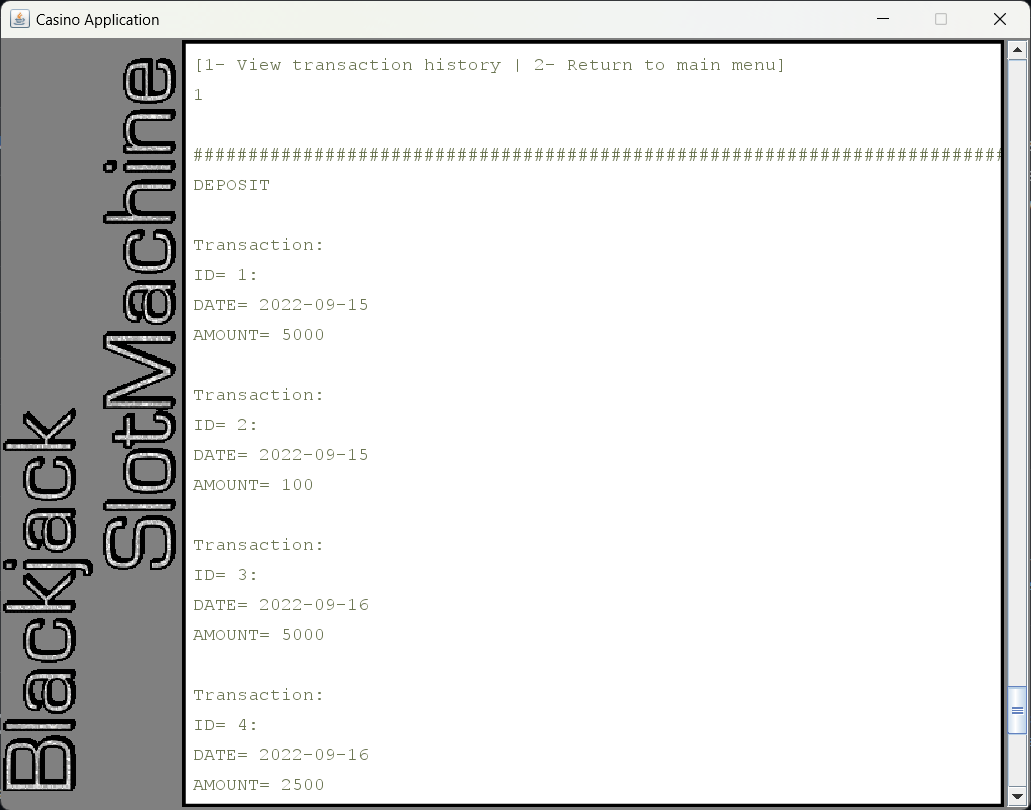 Casino Application
Blackjack
SlotMachine
[1- View transaction history | 2- Return to main menu]
1
##########################################################################
DEPOSIT
Transaction:
ID= 1:
DATE= 2022-09-15
AMOUNT= 5000
Transaction:
ID= 2:
DATE= 2022-09-15
AMOUNT= 100
Transaction:
ID= 3:
DATE= 2022-09-16
AMOUNT= 5000
Transaction:
ID= 4:
DATE= 2022-09-16
AMOUNT= 2500